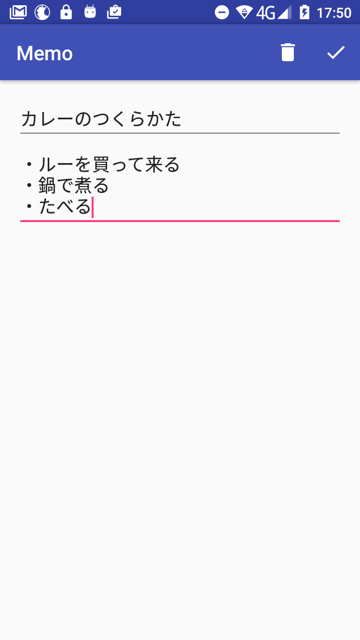 4G 17:50
Memo
カレーのつくらかた
・ルーを買って来る
・鍋で煮る
・たべる